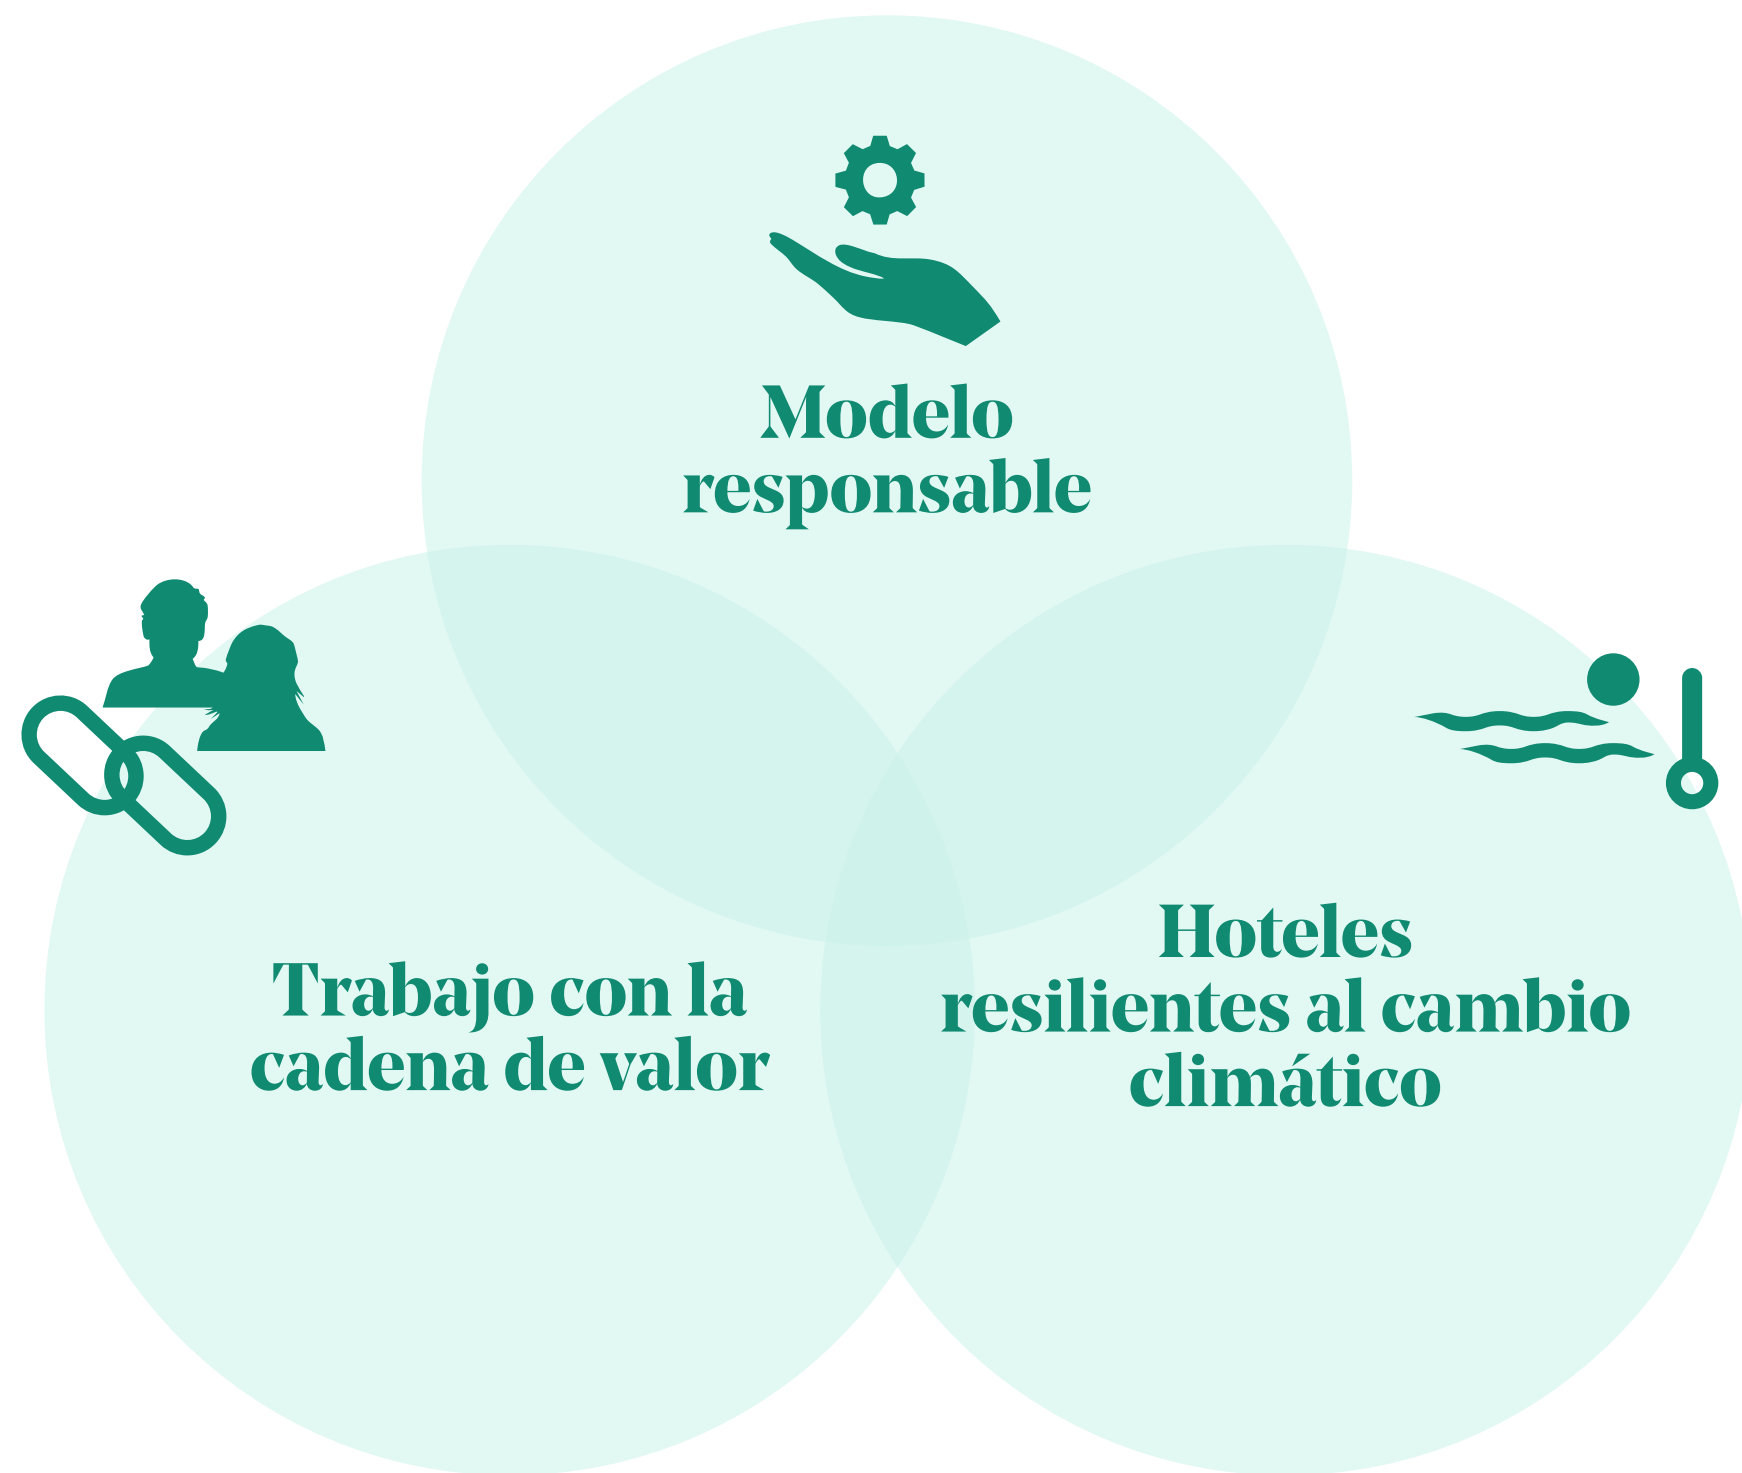 Modelo
responsable
Trabajo con la
cadena de valor
Hoteles
resilientes al cambio
climático